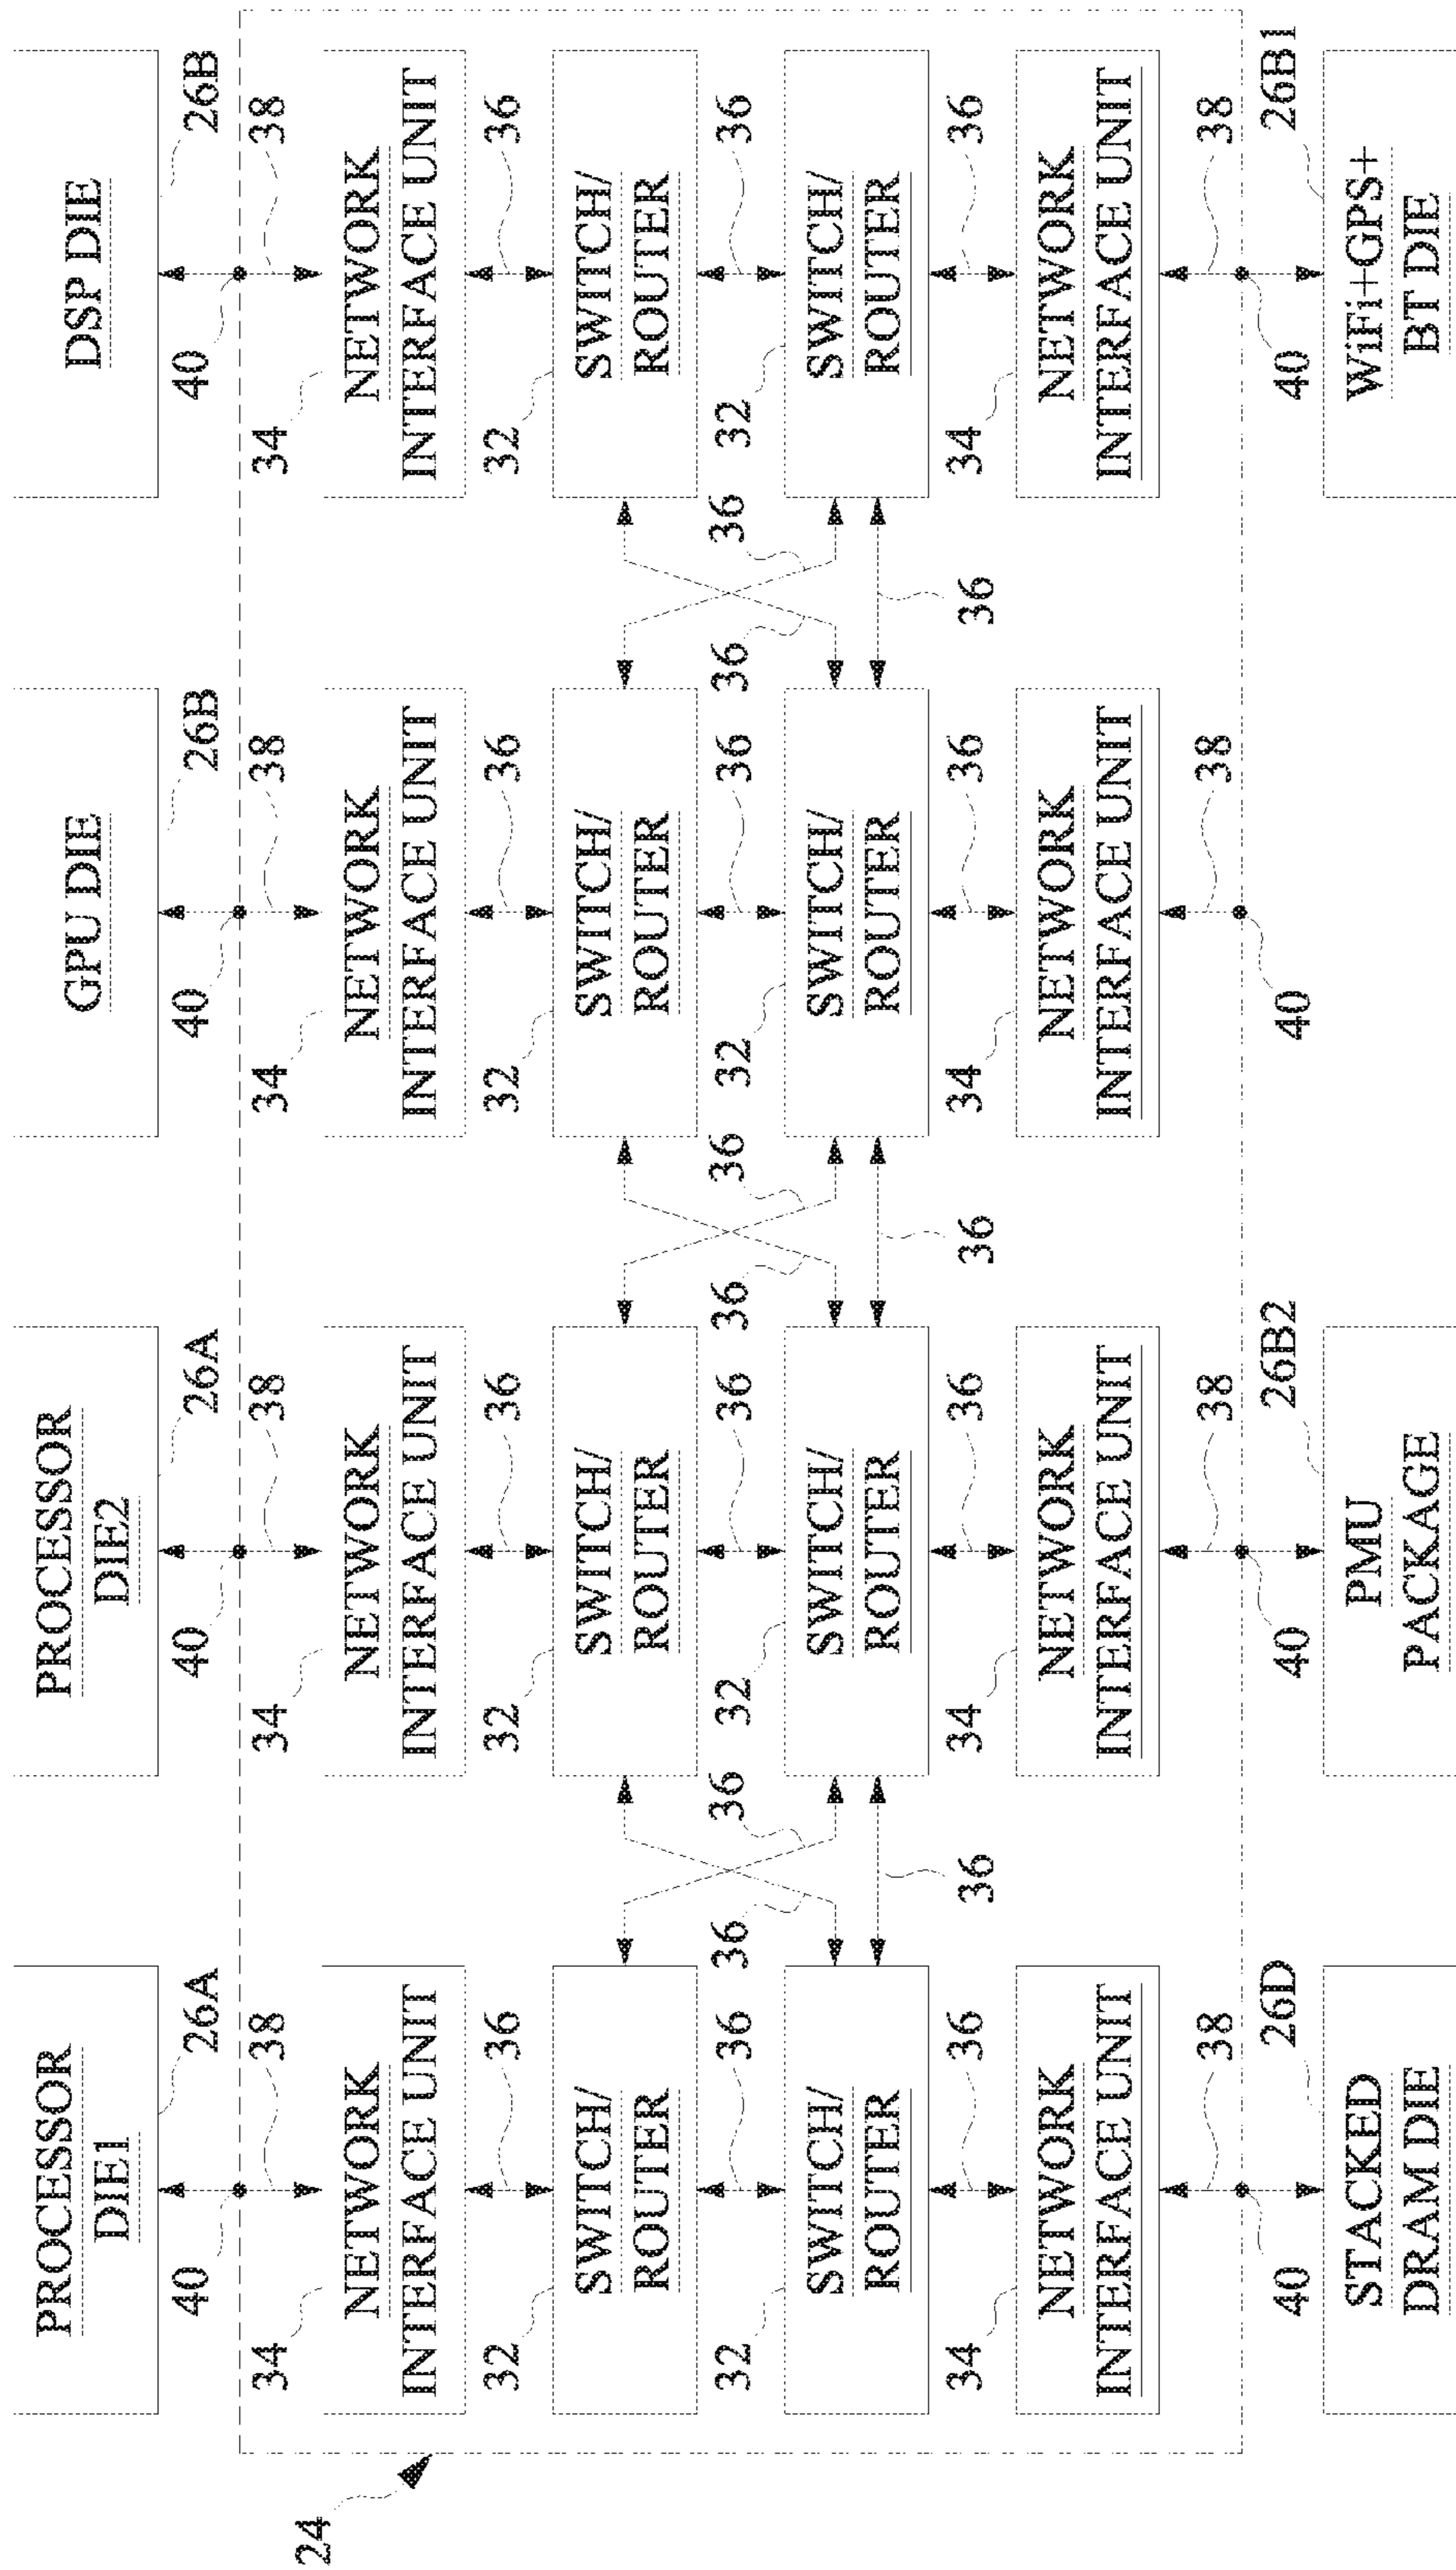 PROCESSOR
DIE1
PROCESSOR
DIE2
GPU DIE
DSP DIE
40 26A 40 26A 40 26B 40 26B
34 38 34 38 34 38 34 38
24
NETWORK NETWORK NETWORK NETWORK
INTERFACE UNIT INTERFACE UNIT INTERFACE UNIT INTERFACE UNIT
32 36 32 36 32 36 32 36
SWITCH/ SWITCH/ SWITCH/ SWITCH/
ROUTER ROUTER ROUTER ROUTER
32 36 36 36 32 36 36 36 32 36 36 36 32 36
SWITCH/ SWITCH/ SWITCH/ SWITCH/
ROUTER ROUTER ROUTER ROUTER
34 36 36 34 36 36 34 36 36 34 36
NETWORK NETWORK NETWORK NETWORK
INTERFACE UNIT INTERFACE UNIT INTERFACE UNIT INTERFACE UNIT
38 38 38 38
40 26D 40 26B2 40 40 26B1
STACKED
DRAM DIE
PMU
PACKAGE
WiFi+GPS+
BT DIE